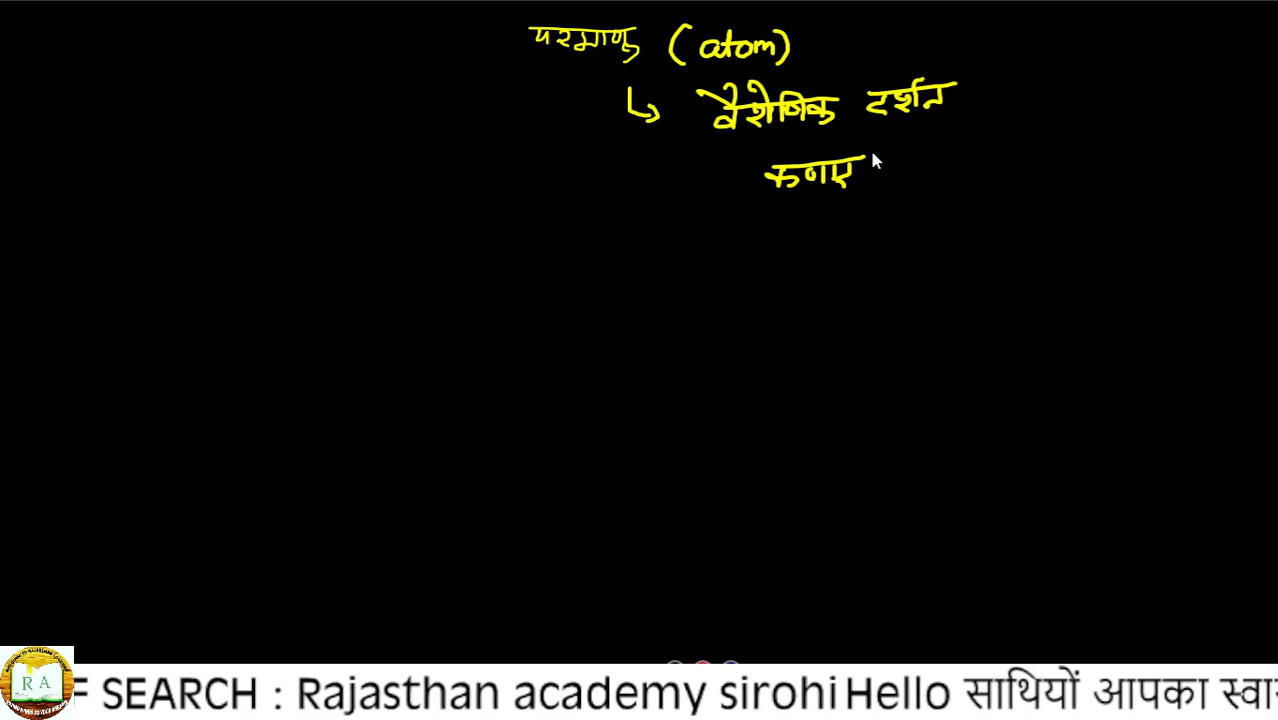 परमाणु (atom)
↳ वैशेषिक दर्शन
कणाए
R A
F SEARCH : Rajasthan academy sirohi Hello साथियों आपका स्वा